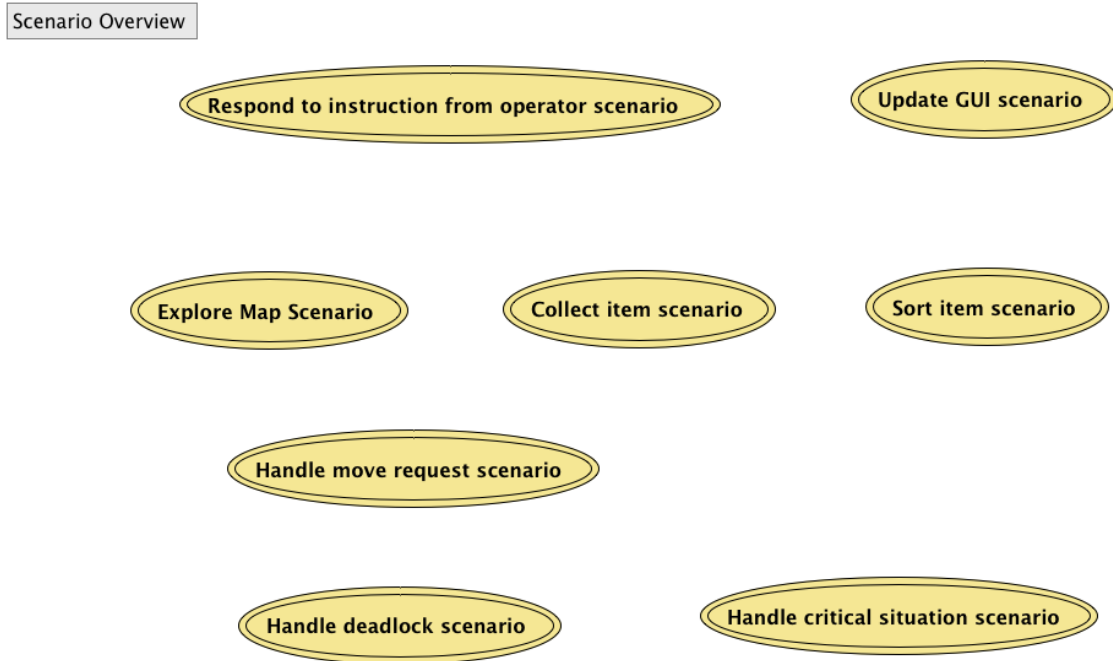 Scenario Overview
Respond to instruction from operator scenario
Update GUI scenario
Explore Map Scenario
Collect item scenario
Sort item scenario
Handle move request scenario
Handle deadlock scenario
Handle critical situation scenario